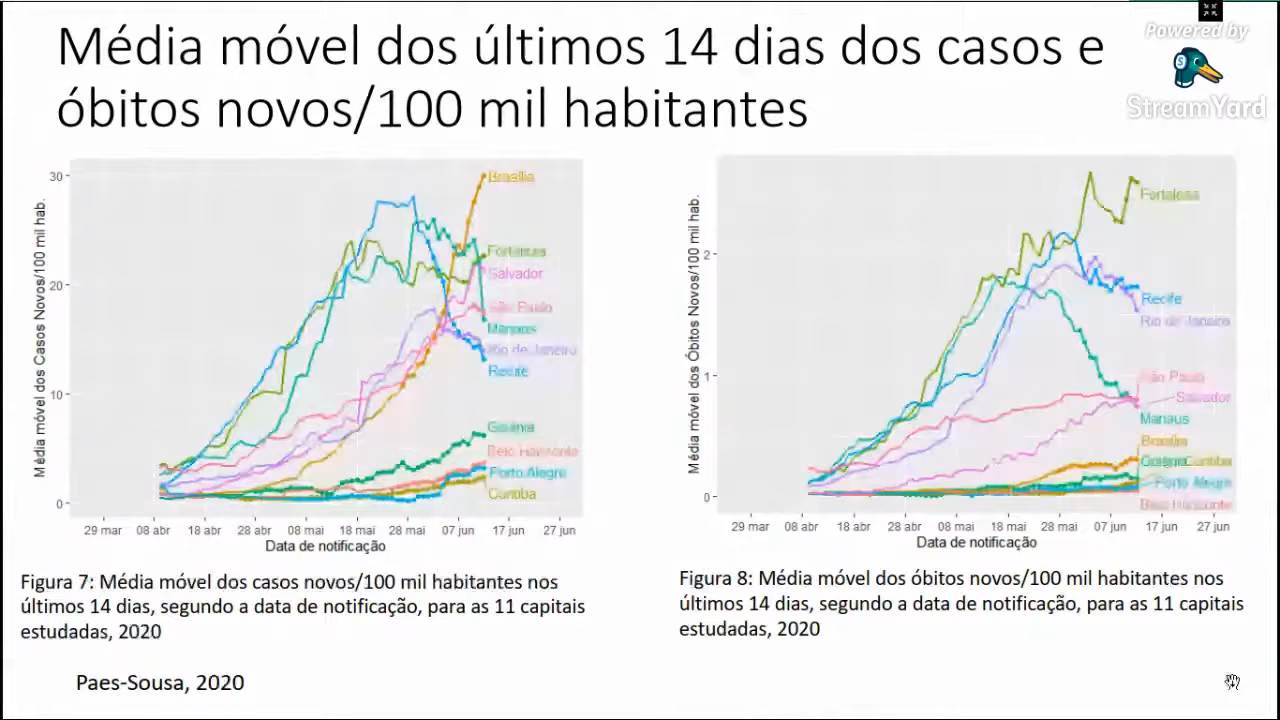 Média móvel dos últimos 14 dias dos casos e
óbitos novos/100 mil habitantes
Powered by
StreamYard
Média móvel dos Casos Novos/100 mil hab.
30
20
10
0
Brasília
Fortaleza
Salvador
São Paulo
Manaus
Rio de Janeiro
Recife
Goiânia
Belo Horizonte
Porto Alegre
Curitiba
29 mar 08 abr 18 abr 28 abr 08 mai 18 mai 28 mai 07 jun 17 jun 27 jun
Data de notificação
Média móvel dos Óbitos Novos/100 mil hab.
2
1
0
Fortaleza
Recife
Rio de Janeiro
São Paulo
Salvador
Manaus
Brasília
Goiânia Curitiba
Porto Alegre
Belo Horizonte
29 mar 08 abr 18 abr 28 abr 08 mai 18 mai 28 mai 07 jun 17 jun 27 jun
Data de notificação
Figura 7: Média móvel dos casos novos/100 mil habitantes nos
últimos 14 dias, segundo a data de notificação, para as 11 capitais
estudadas, 2020
Figura 8: Média móvel dos óbitos novos/100 mil habitantes nos
últimos 14 dias, segundo a data de notificação, para as 11 capitais
estudadas, 2020
Paes-Sousa, 2020